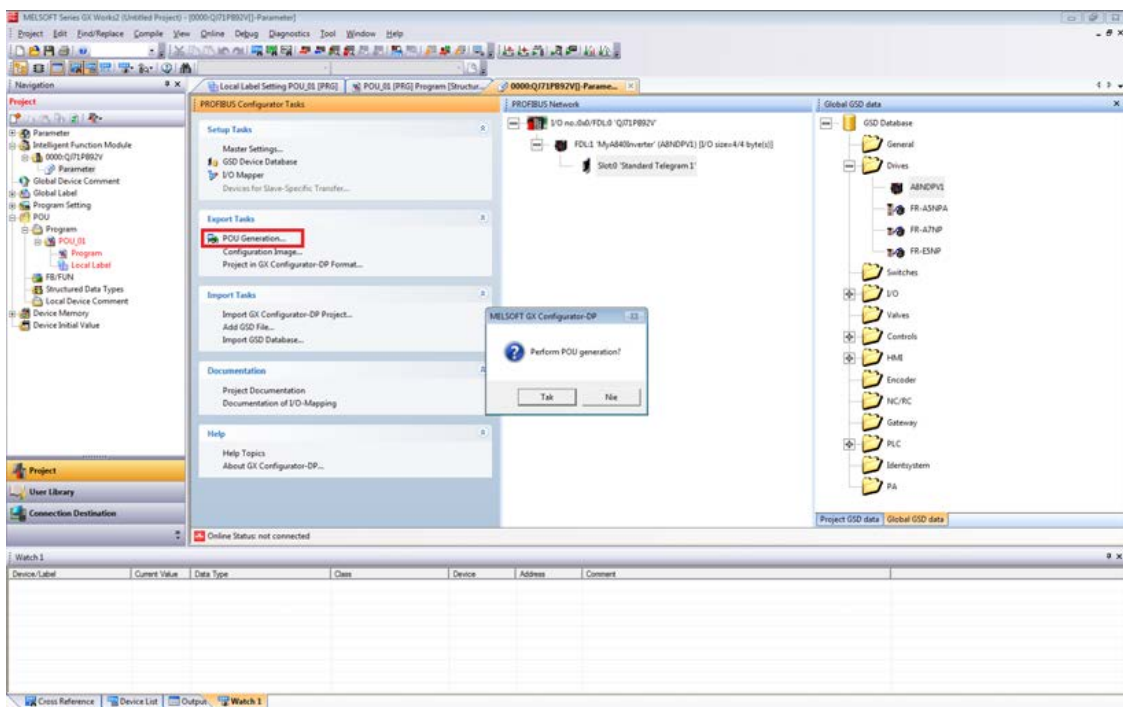 MELSOFT Series GX Works2 (Untitled Project) - [0000:QJ71PB92V[]-Parameter]
Project Edit Find/Replace Compile View Online Debug Diagnostics Tool Window Help
Navigation
Local Label Setting POU_01 [PRG]
POU_01 [PRG] Program [Structur...
0000:QJ71PB92V[]-Parame...
Project
Parameter
Intelligent Function Module
0000:QJ71PB92V
Parameter
Global Device Comment
Global Label
Program Setting
POU
Program
POU_01
Program
Local Label
FB/FUN
Structured Data Types
Local Device Comment
Device Memory
Device Initial Value
Project
User Library
Connection Destination
PROFIBUS Configurator Tasks
Setup Tasks
Master Settings...
GSD Device Database
I/O Mapper
Devices for Slave-Specific Transfer...
Export Tasks
POU Generation...
Configuration Image...
Project in GX Configurator-DP Format...
Import Tasks
Import GX Configurator-DP Project...
Add GSD File...
Import GSD Database...
Documentation
Project Documentation
Documentation of I/O-Mapping
Help
Help Topics
About GX Configurator-DP...
Online Status: not connected
PROFIBUS Network
I/O no.:0x0/FDL:0 'QJ71PB92V'
FDL:1 'MyA840Inverter' (A8NDPV1) [I/O size=4/4 byte(s)]
Slot:0 'Standard Telegram 1'
MELSOFT GX Configurator-DP
Perform POU generation?
Tak
Nie
Global GSD data
GSD Database
General
Drives
A8NDPV1
FR-A5NPA
FR-A7NP
FR-E5NP
Switches
I/O
Valves
Controls
HMI
Encoder
NC/RC
Gateway
PLC
Identsystem
PA
Project GSD data
Global GSD data
Watch 1
Device/Label Current Value Data Type Class Device Address Comment
Cross Reference
Device List
Output
Watch 1